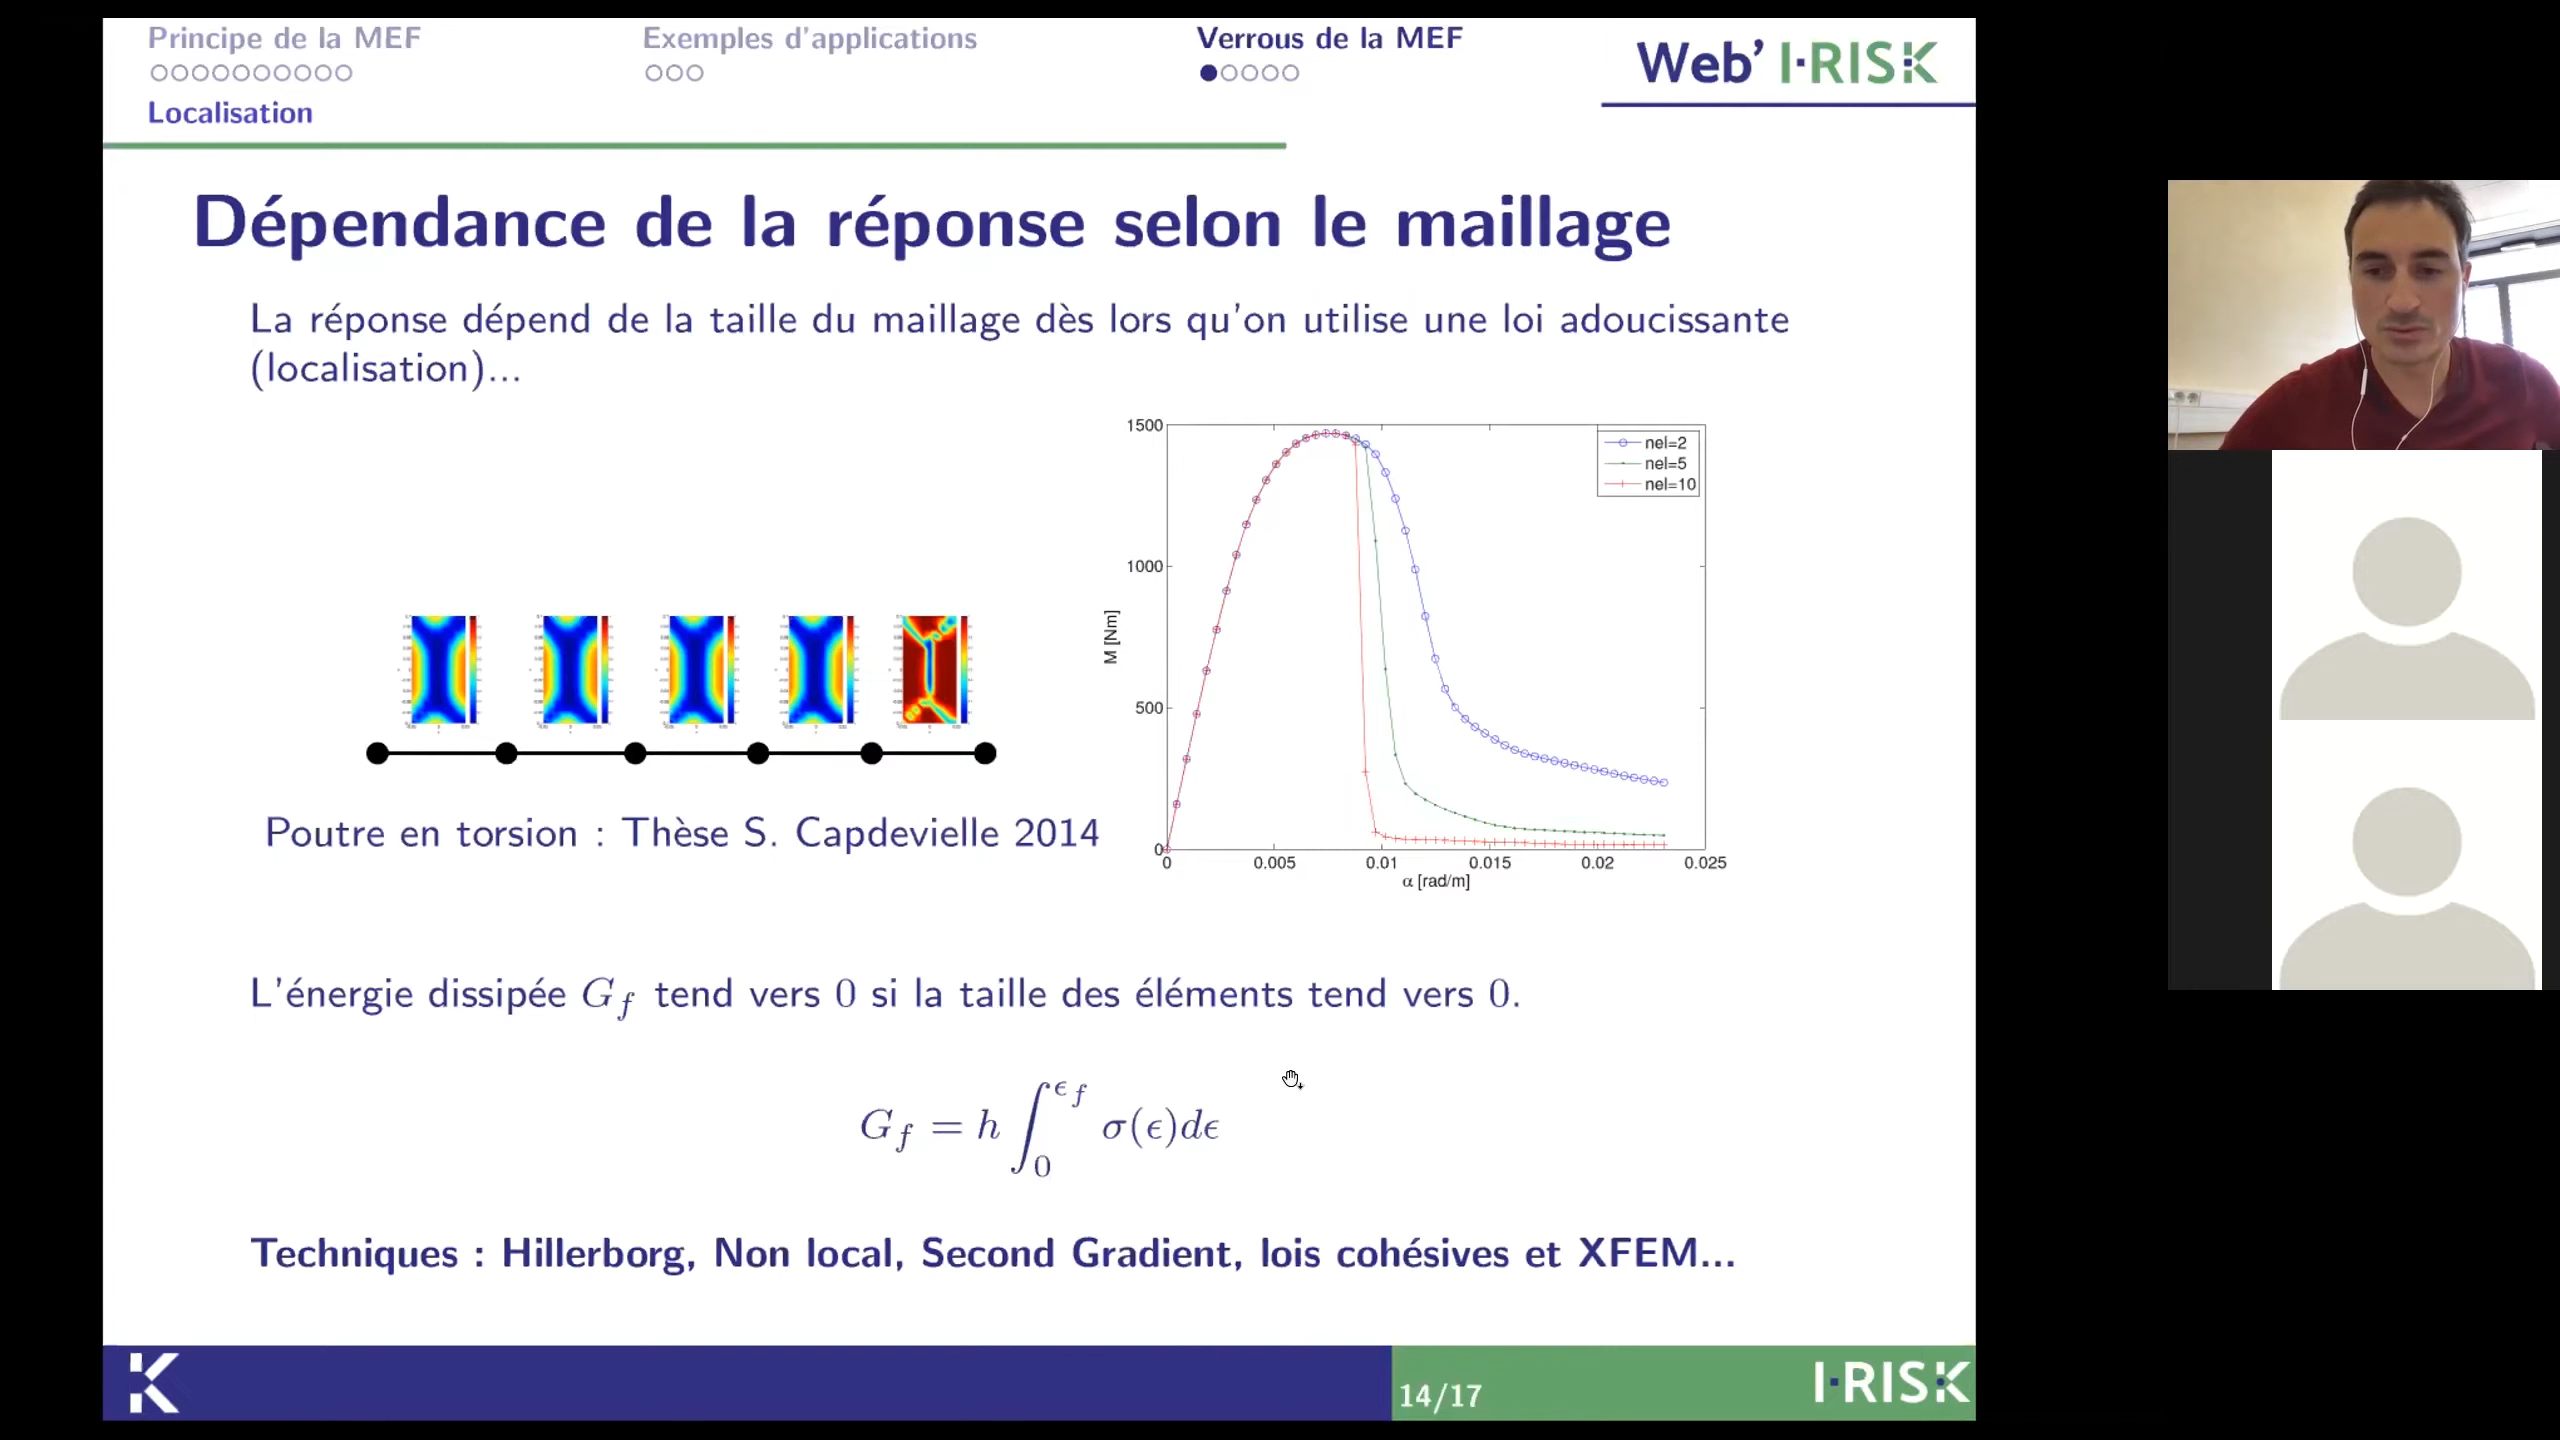 Principe de la MEF
Exemples d'applications
Verrous de la MEF
Web' I·RISK
Localisation
Dépendance de la réponse selon le maillage
La réponse dépend de la taille du maillage dès lors qu'on utilise une loi adoucissante
(localisation)...
1500
1000
500
0
M [Nm]
nel=2
nel=5
nel=10
0 0.005 0.01 0.015 0.02 0.025
α [rad/m]
Poutre en torsion : Thèse S. Capdevielle 2014
L'énergie dissipée G_f tend vers 0 si la taille des éléments tend vers 0.
G_f = h ∫_0^{ϵ_f} σ(ϵ)dϵ
Techniques : Hillerborg, Non local, Second Gradient, lois cohésives et XFEM...
14/17
I·RISK